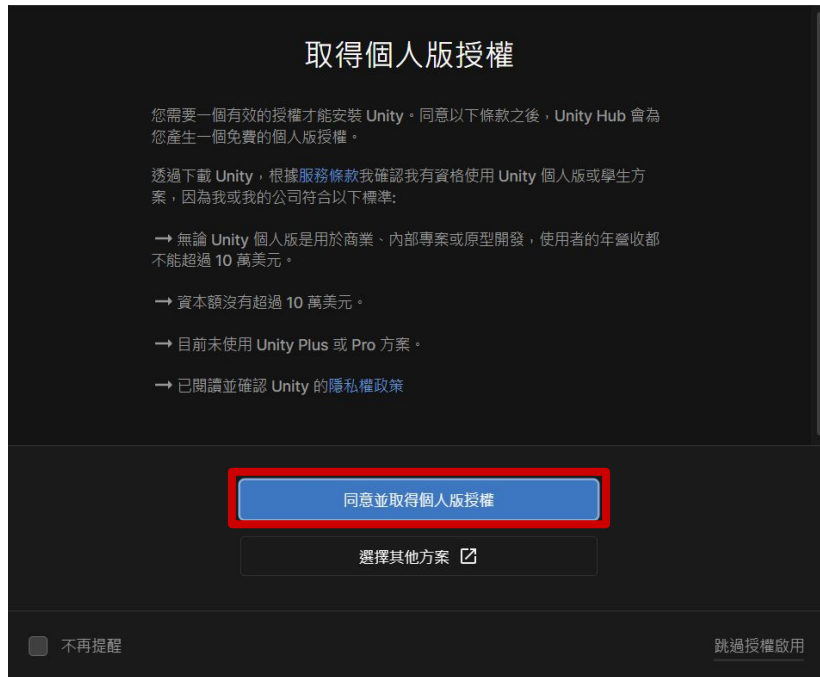 取得個人版授權
您需要一個有效的授權才能安裝 Unity。同意以下條款之後，Unity Hub 會為
您產生一個免費的個人版授權。
透過下載 Unity，根據服務條款我確認我有資格使用 Unity 個人版或學生方
案，因為我或我的公司符合以下標準:
→ 無論 Unity 個人版是用於商業、內部專案或原型開發，使用者的年營收都
不能超過 10 萬美元。
→ 資本額沒有超過 10 萬美元。
→ 目前未使用 Unity Plus 或 Pro 方案。
→ 已閱讀並確認 Unity 的隱私權政策
同意並取得個人版授權
選擇其他方案
不再提醒
跳過授權啟用